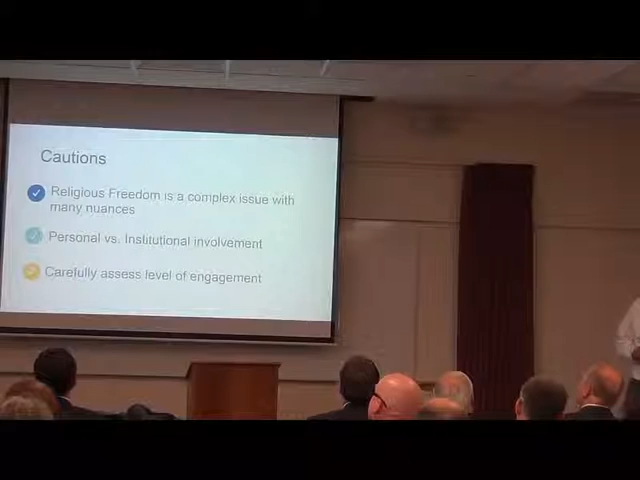 Cautions
Religious Freedom is a complex issue with
many nuances
Personal vs. Institutional involvement
Carefully assess level of engagement